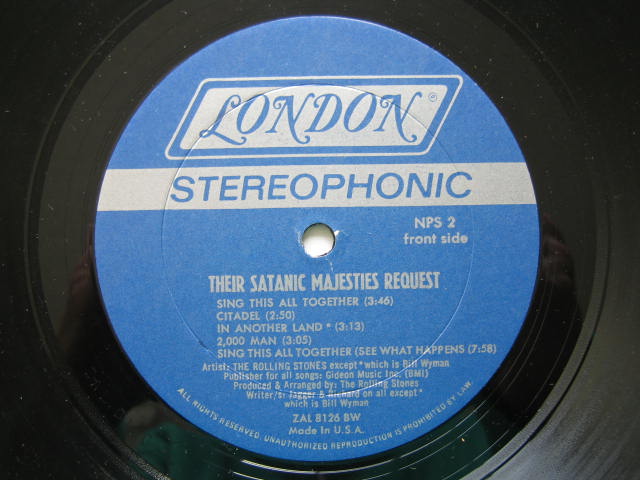 LONDON ®
STEREOPHONIC
NPS 2
front side
THEIR SATANIC MAJESTIES REQUEST
SING THIS ALL TOGETHER (3:46)
CITADEL (2:50)
IN ANOTHER LAND * (3:13)
2,000 MAN (3:05)
SING THIS ALL TOGETHER (SEE WHAT HAPPENS (7:58)
Artist: THE ROLLING STONES except * which is Bill Wyman
Publisher for all songs: Gideon Music Inc. (BMI)
Produced & Arranged by: The Rolling Stones
Writer/s: Jagger & Richard on all except *
which is Bill Wyman
ZAL 8126 BW
Made in U.S.A.
ALL RIGHTS RESERVED. UNAUTHORIZED REPRODUCTION IS PROHIBITED BY LAW.